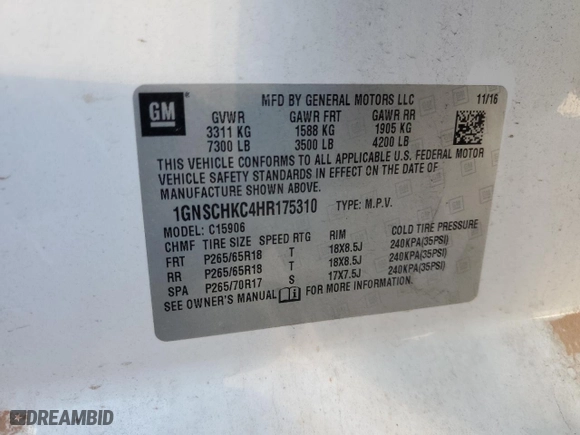 GM
MFD BY GENERAL MOTORS LLC 11/16
GVWR GAWR FRT GAWR RR
3311 KG 1588 KG 1905 KG
7300 LB 3500 LB 4200 LB
THIS VEHICLE CONFORMS TO ALL APPLICABLE U.S. FEDERAL MOTOR
VEHICLE SAFETY STANDARDS IN EFFECT ON THE DATE OF
MANUFACTURE SHOWN ABOVE.
1GNSCHKC4HR175310 TYPE: M.P.V.
MODEL: C15906
CHMF TIRE SIZE SPEED RTG RIM COLD TIRE PRESSURE
FRT P265/65R18 T 18X8.5J 240KPA(35PSI)
RR P265/65R18 T 18X8.5J 240KPA(35PSI)
SPA P265/70R17 S 17X7.5J 240KPA(35PSI)
SEE OWNER'S MANUAL FOR MORE INFORMATION.
DREAMBID